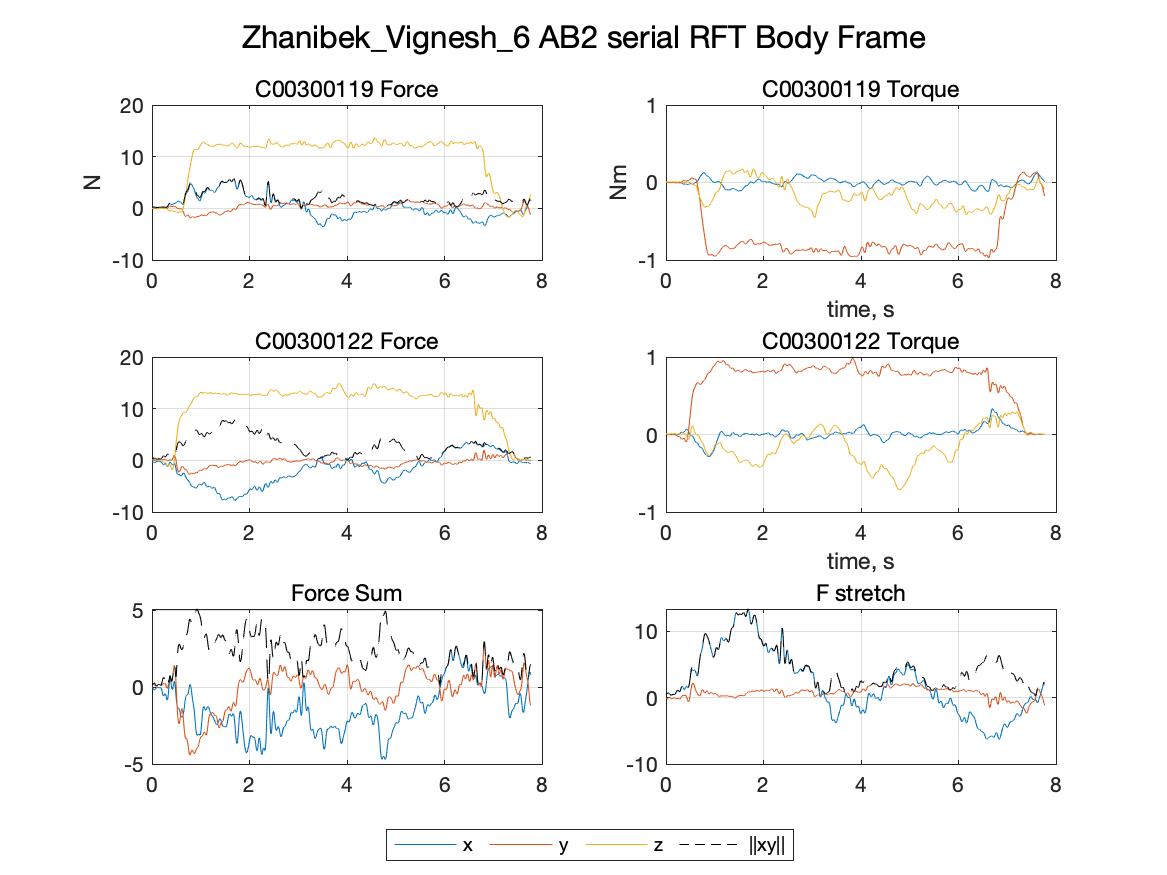 Zhanibek_Vignesh_6 AB2 serial RFT Body Frame
C00300119 Force
20
10
0
-10
N
0 2 4 6 8
C00300119 Torque
1
0
-1
Nm
0 2 4 6 8
time, s
C00300122 Force
20
10
0
-10
0 2 4 6 8
C00300122 Torque
1
0
-1
0 2 4 6 8
time, s
Force Sum
5
0
-5
0 2 4 6 8
F stretch
10
0
-10
0 2 4 6 8
x y z ||xy||